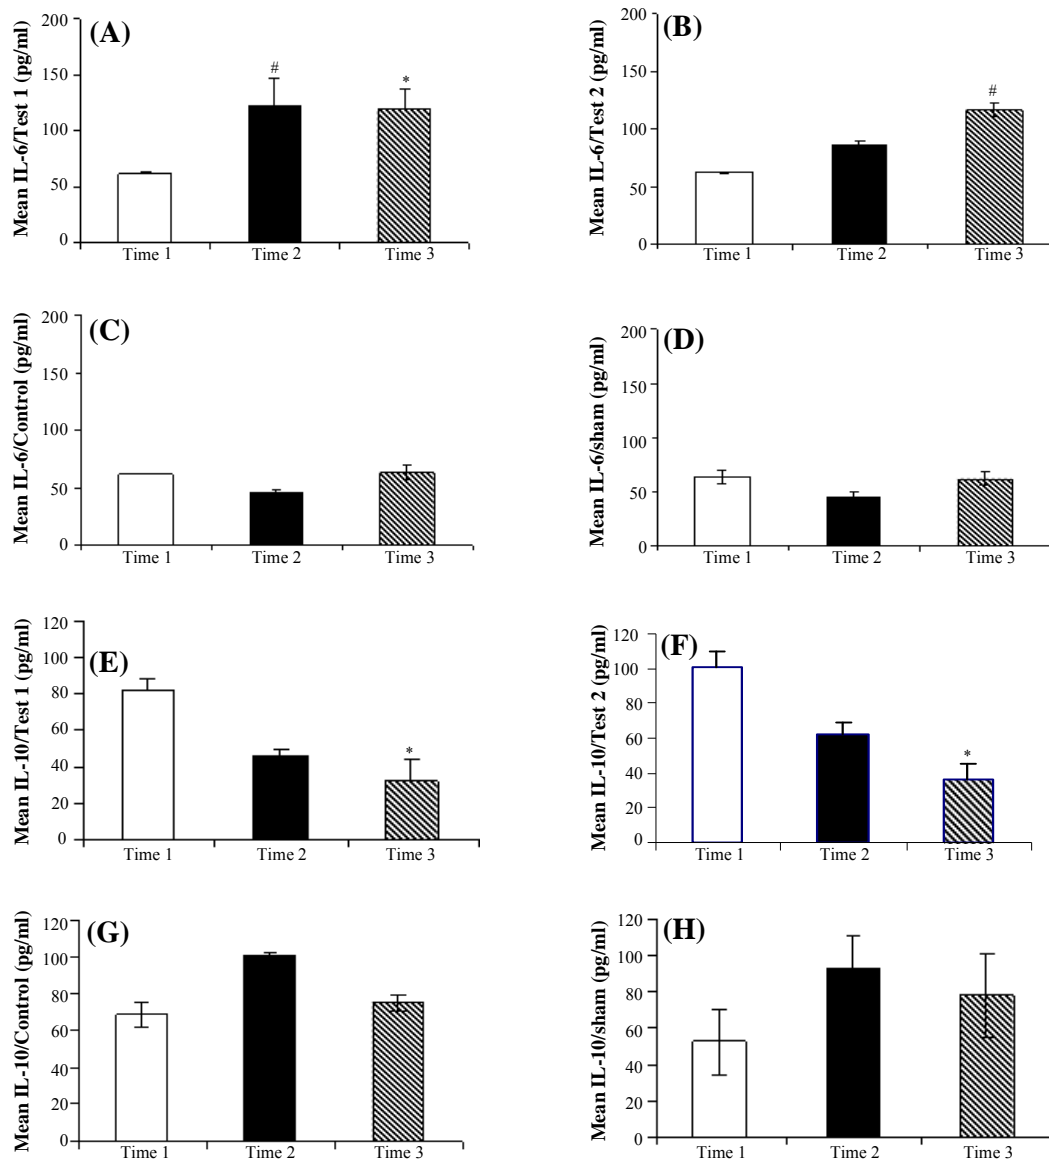 (A)
Mean IL-6/Test 1 (pg/ml)
200
150
100
50
0
#
*
Time 1 Time 2 Time 3
(B)
Mean IL-6/Test 2 (pg/ml)
200
150
100
50
0
#
Time 1 Time 2 Time 3
(C)
Mean IL-6/Control (pg/ml)
200
150
100
50
0
Time 1 Time 2 Time 3
(D)
Mean IL-6/sham (pg/ml)
200
150
100
50
0
Time 1 Time 2 Time 3
(E)
Mean IL-10/Test 1 (pg/ml)
120
100
80
60
40
20
0
*
Time 1 Time 2 Time 3
(F)
Mean IL-10/Test 2 (pg/ml)
120
100
80
60
40
20
0
*
Time 1 Time 2 Time 3
(G)
Mean IL-10/Control (pg/ml)
120
100
80
60
40
20
0
Time 1 Time 2 Time 3
(H)
Mean IL-10/sham (pg/ml)
120
100
80
60
40
20
0
Time 1 Time 2 Time 3